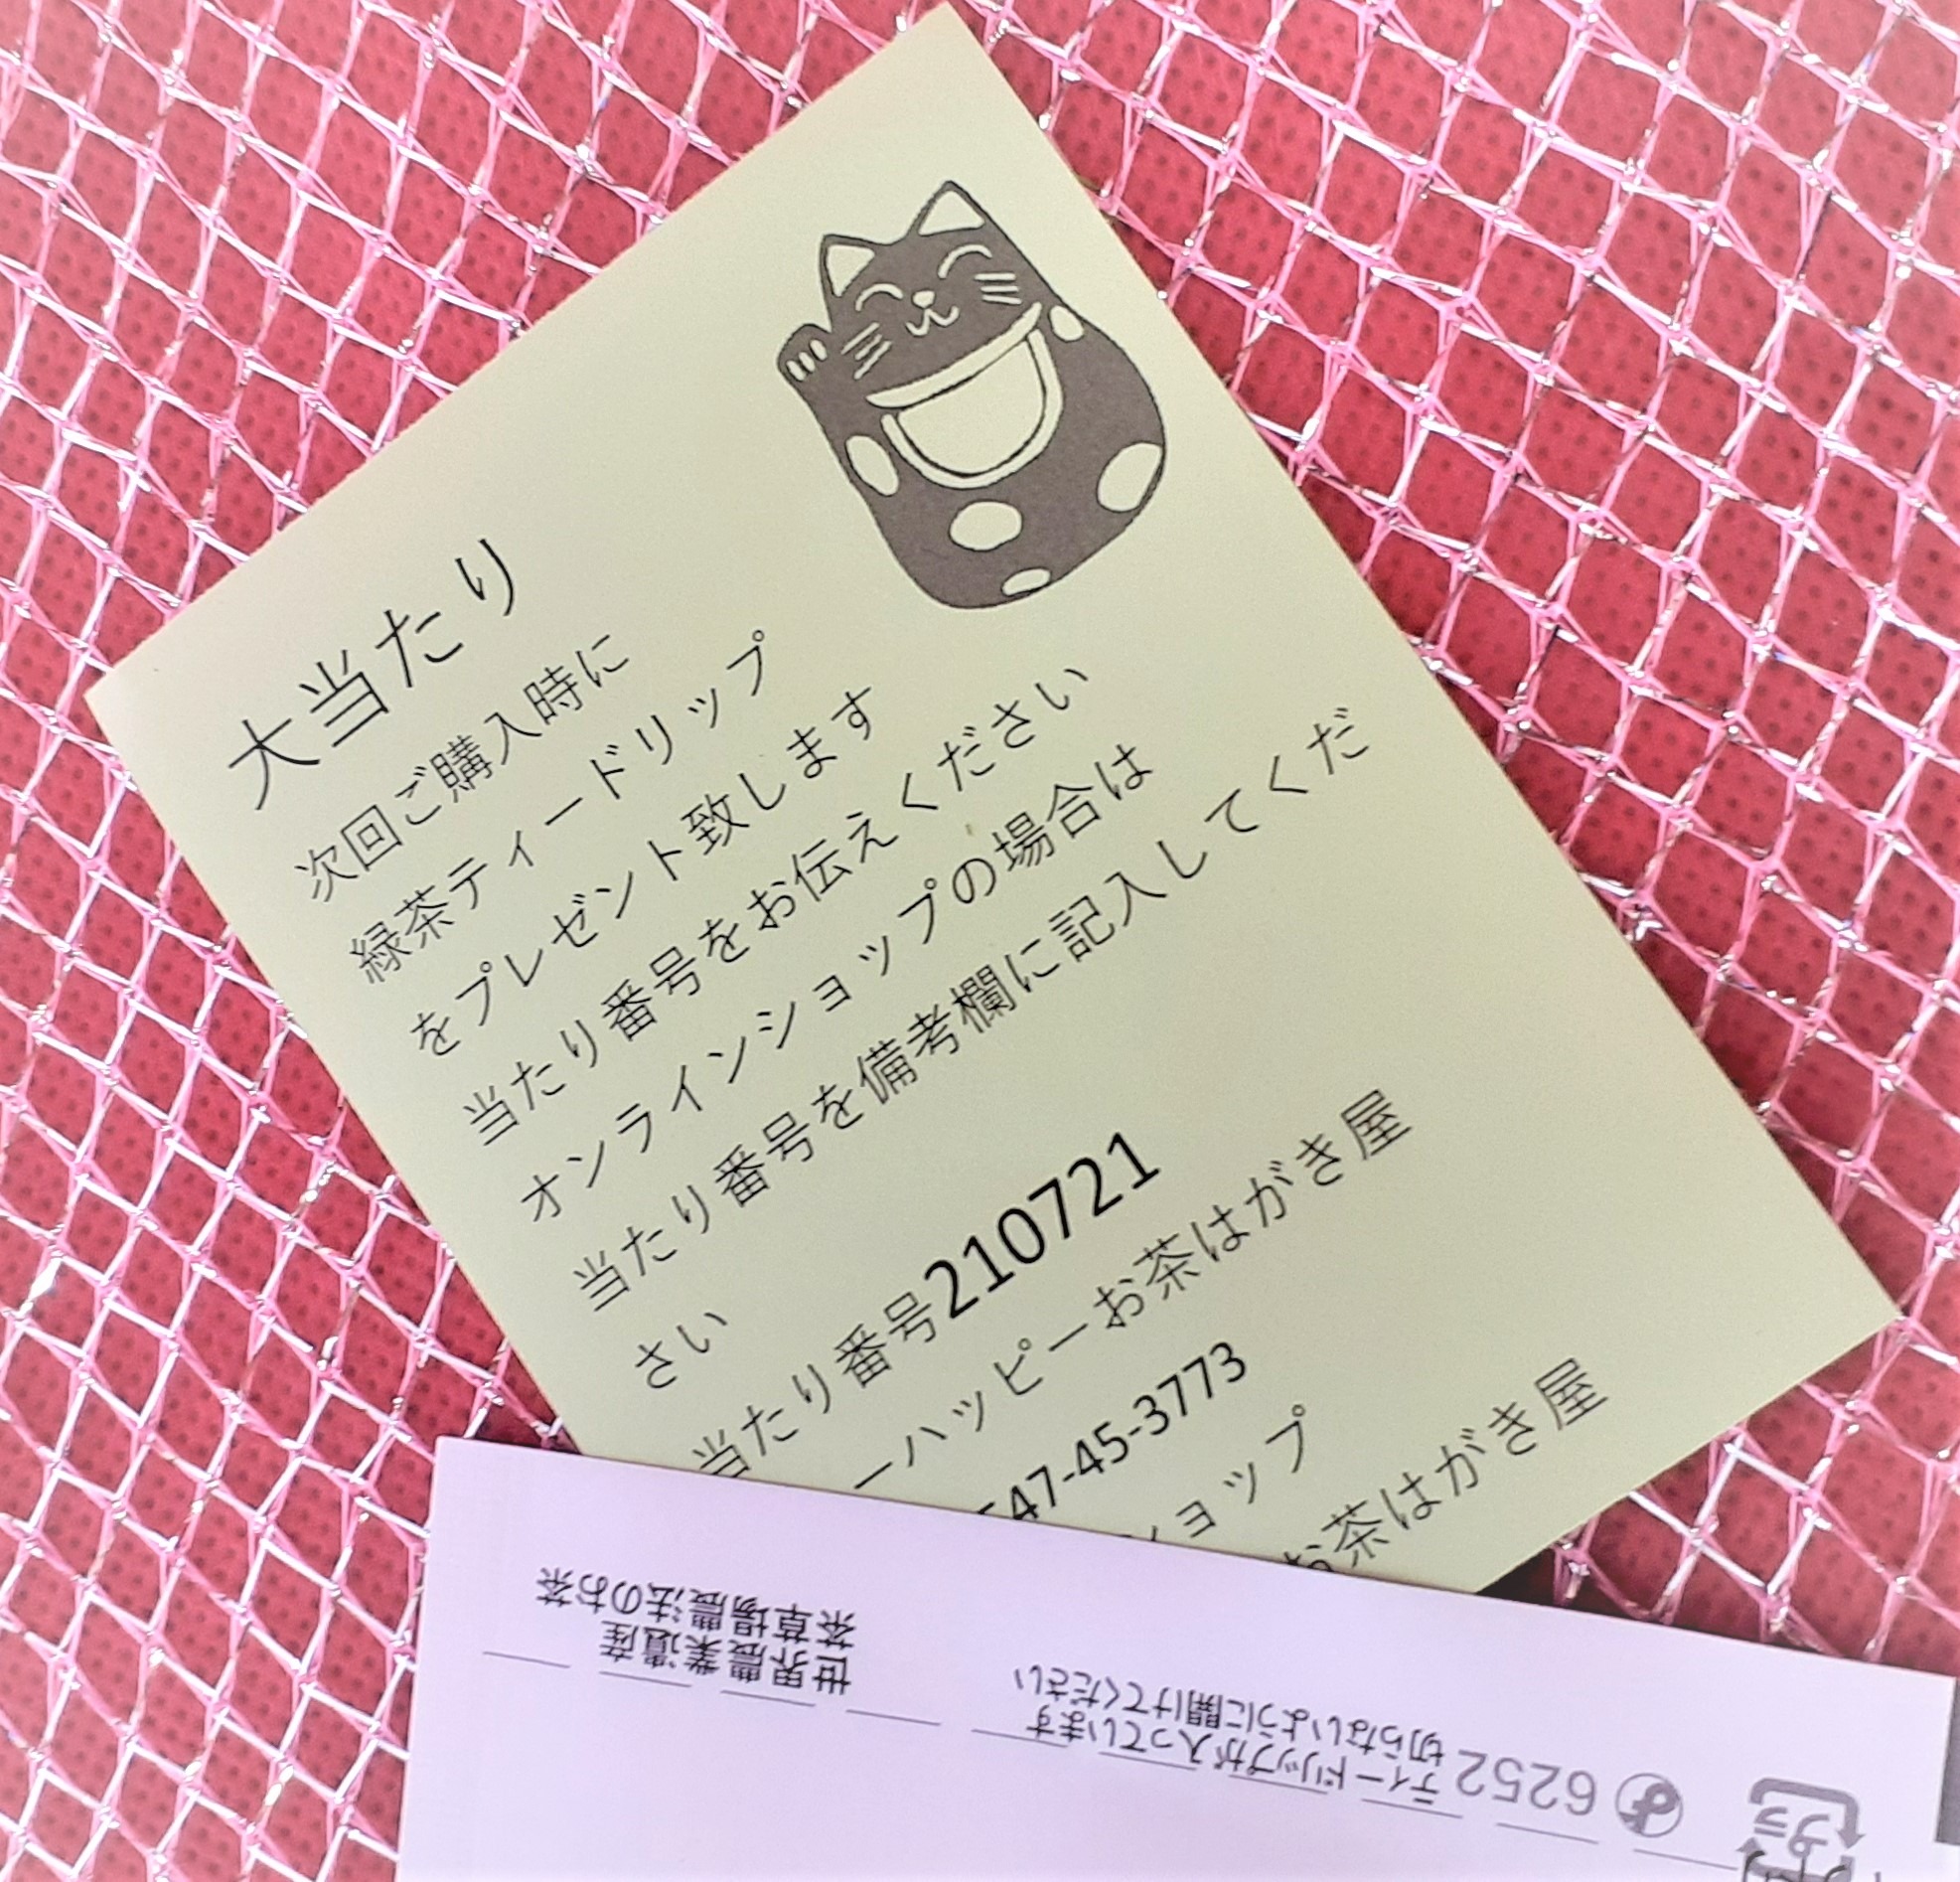 大当たり
次回ご購入時に
緑茶ティードリップ
をプレゼント致します
当たり番号をお伝えください
オンラインショップの場合は
当たり番号を備考欄に記入してくだ
さい
当たり番号210721
ーハッピーお茶はがき屋
547-45-3773
ョップ
お茶はがき屋
世界農業遺産
茶草場農法のお茶
6252
ティードリップが入っています
切らないように開けてください
プラ